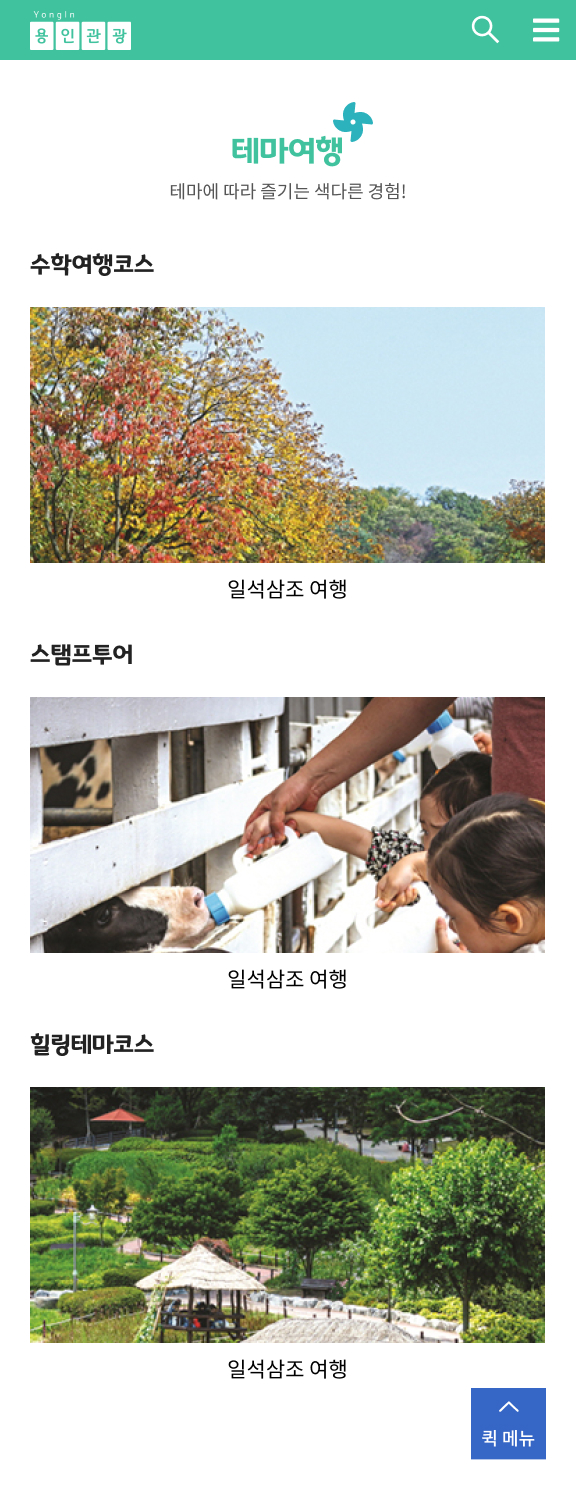 YongIn
용인관광
테마여행
테마에 따라 즐기는 색다른 경험!
수학여행코스
일석삼조 여행
스탬프투어
일석삼조 여행
힐링테마코스
일석삼조 여행
퀵 메뉴